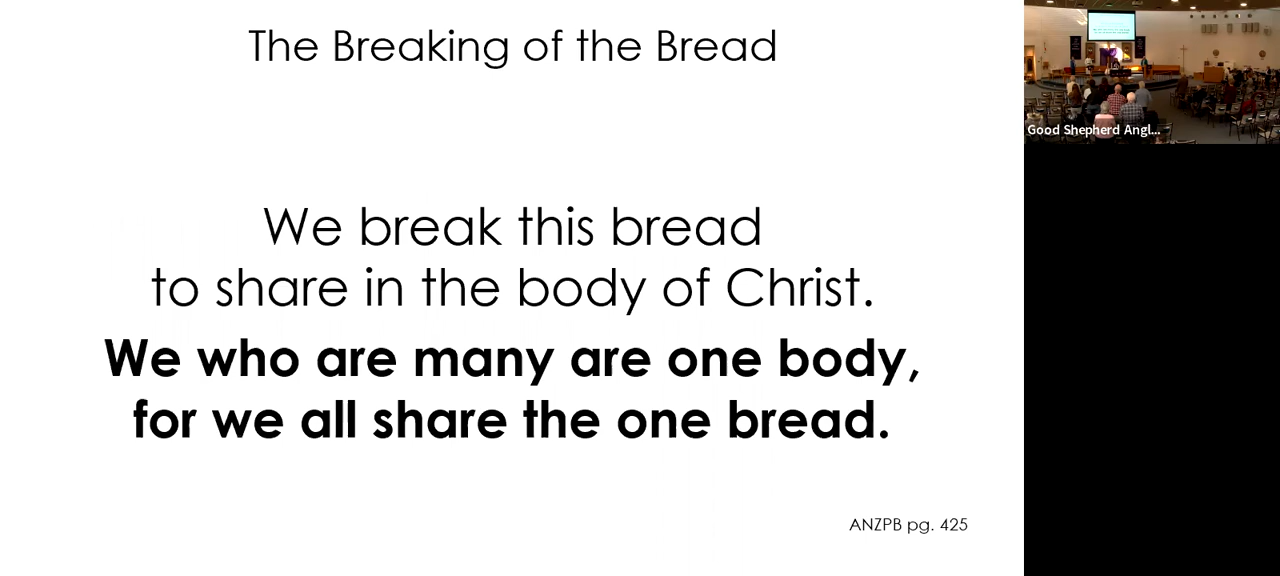 The Breaking of the Bread
We break this bread
to share in the body of Christ.
We who are many are one body,
for we all share the one bread.
ANZPB pg. 425
Good Shepherd Angl...